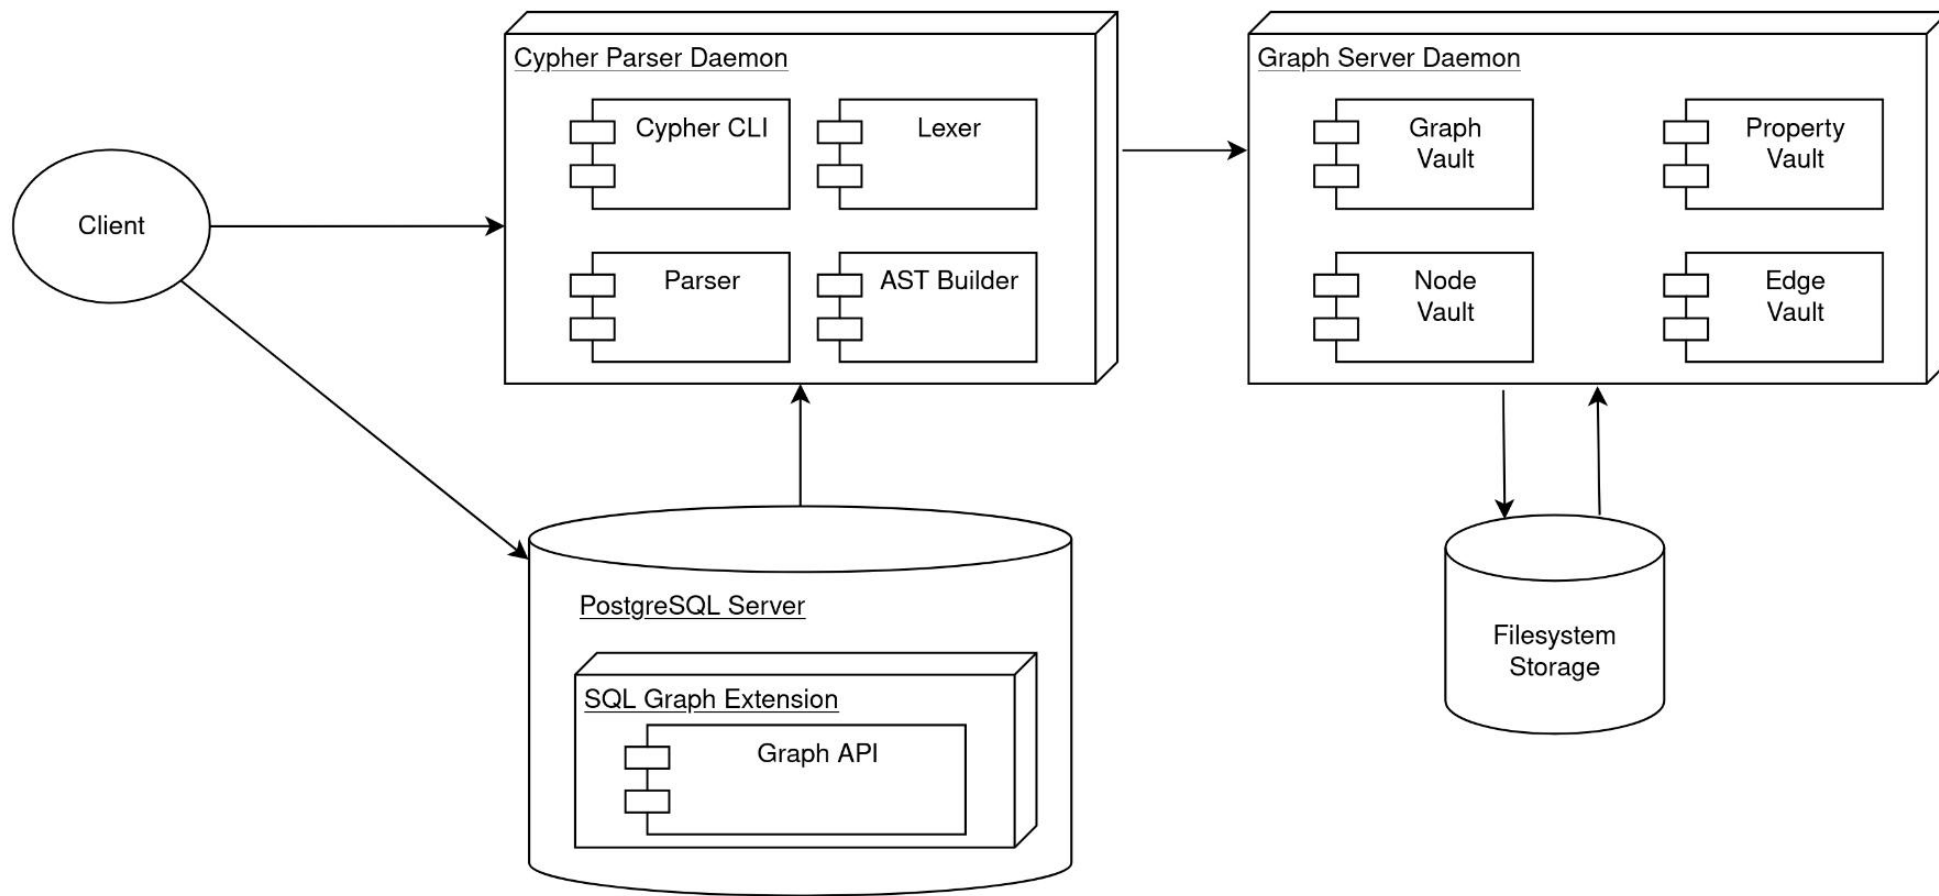 Cypher Parser Daemon
Cypher CLI
Lexer
Parser
AST Builder
Graph Server Daemon
Graph
Vault
Property
Vault
Node
Vault
Edge
Vault
Client
PostgreSQL Server
SQL Graph Extension
Graph API
Filesystem
Storage